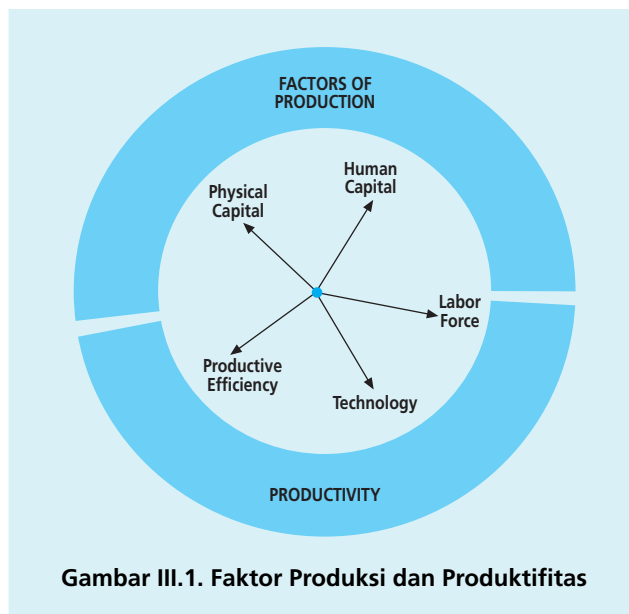 FACTORS OF
PRODUCTION
Human
Capital
Physical
Capital
Labor
Force
Productive
Efficiency
Technology
PRODUCTIVITY
Gambar III.1. Faktor Produksi dan Produktifitas